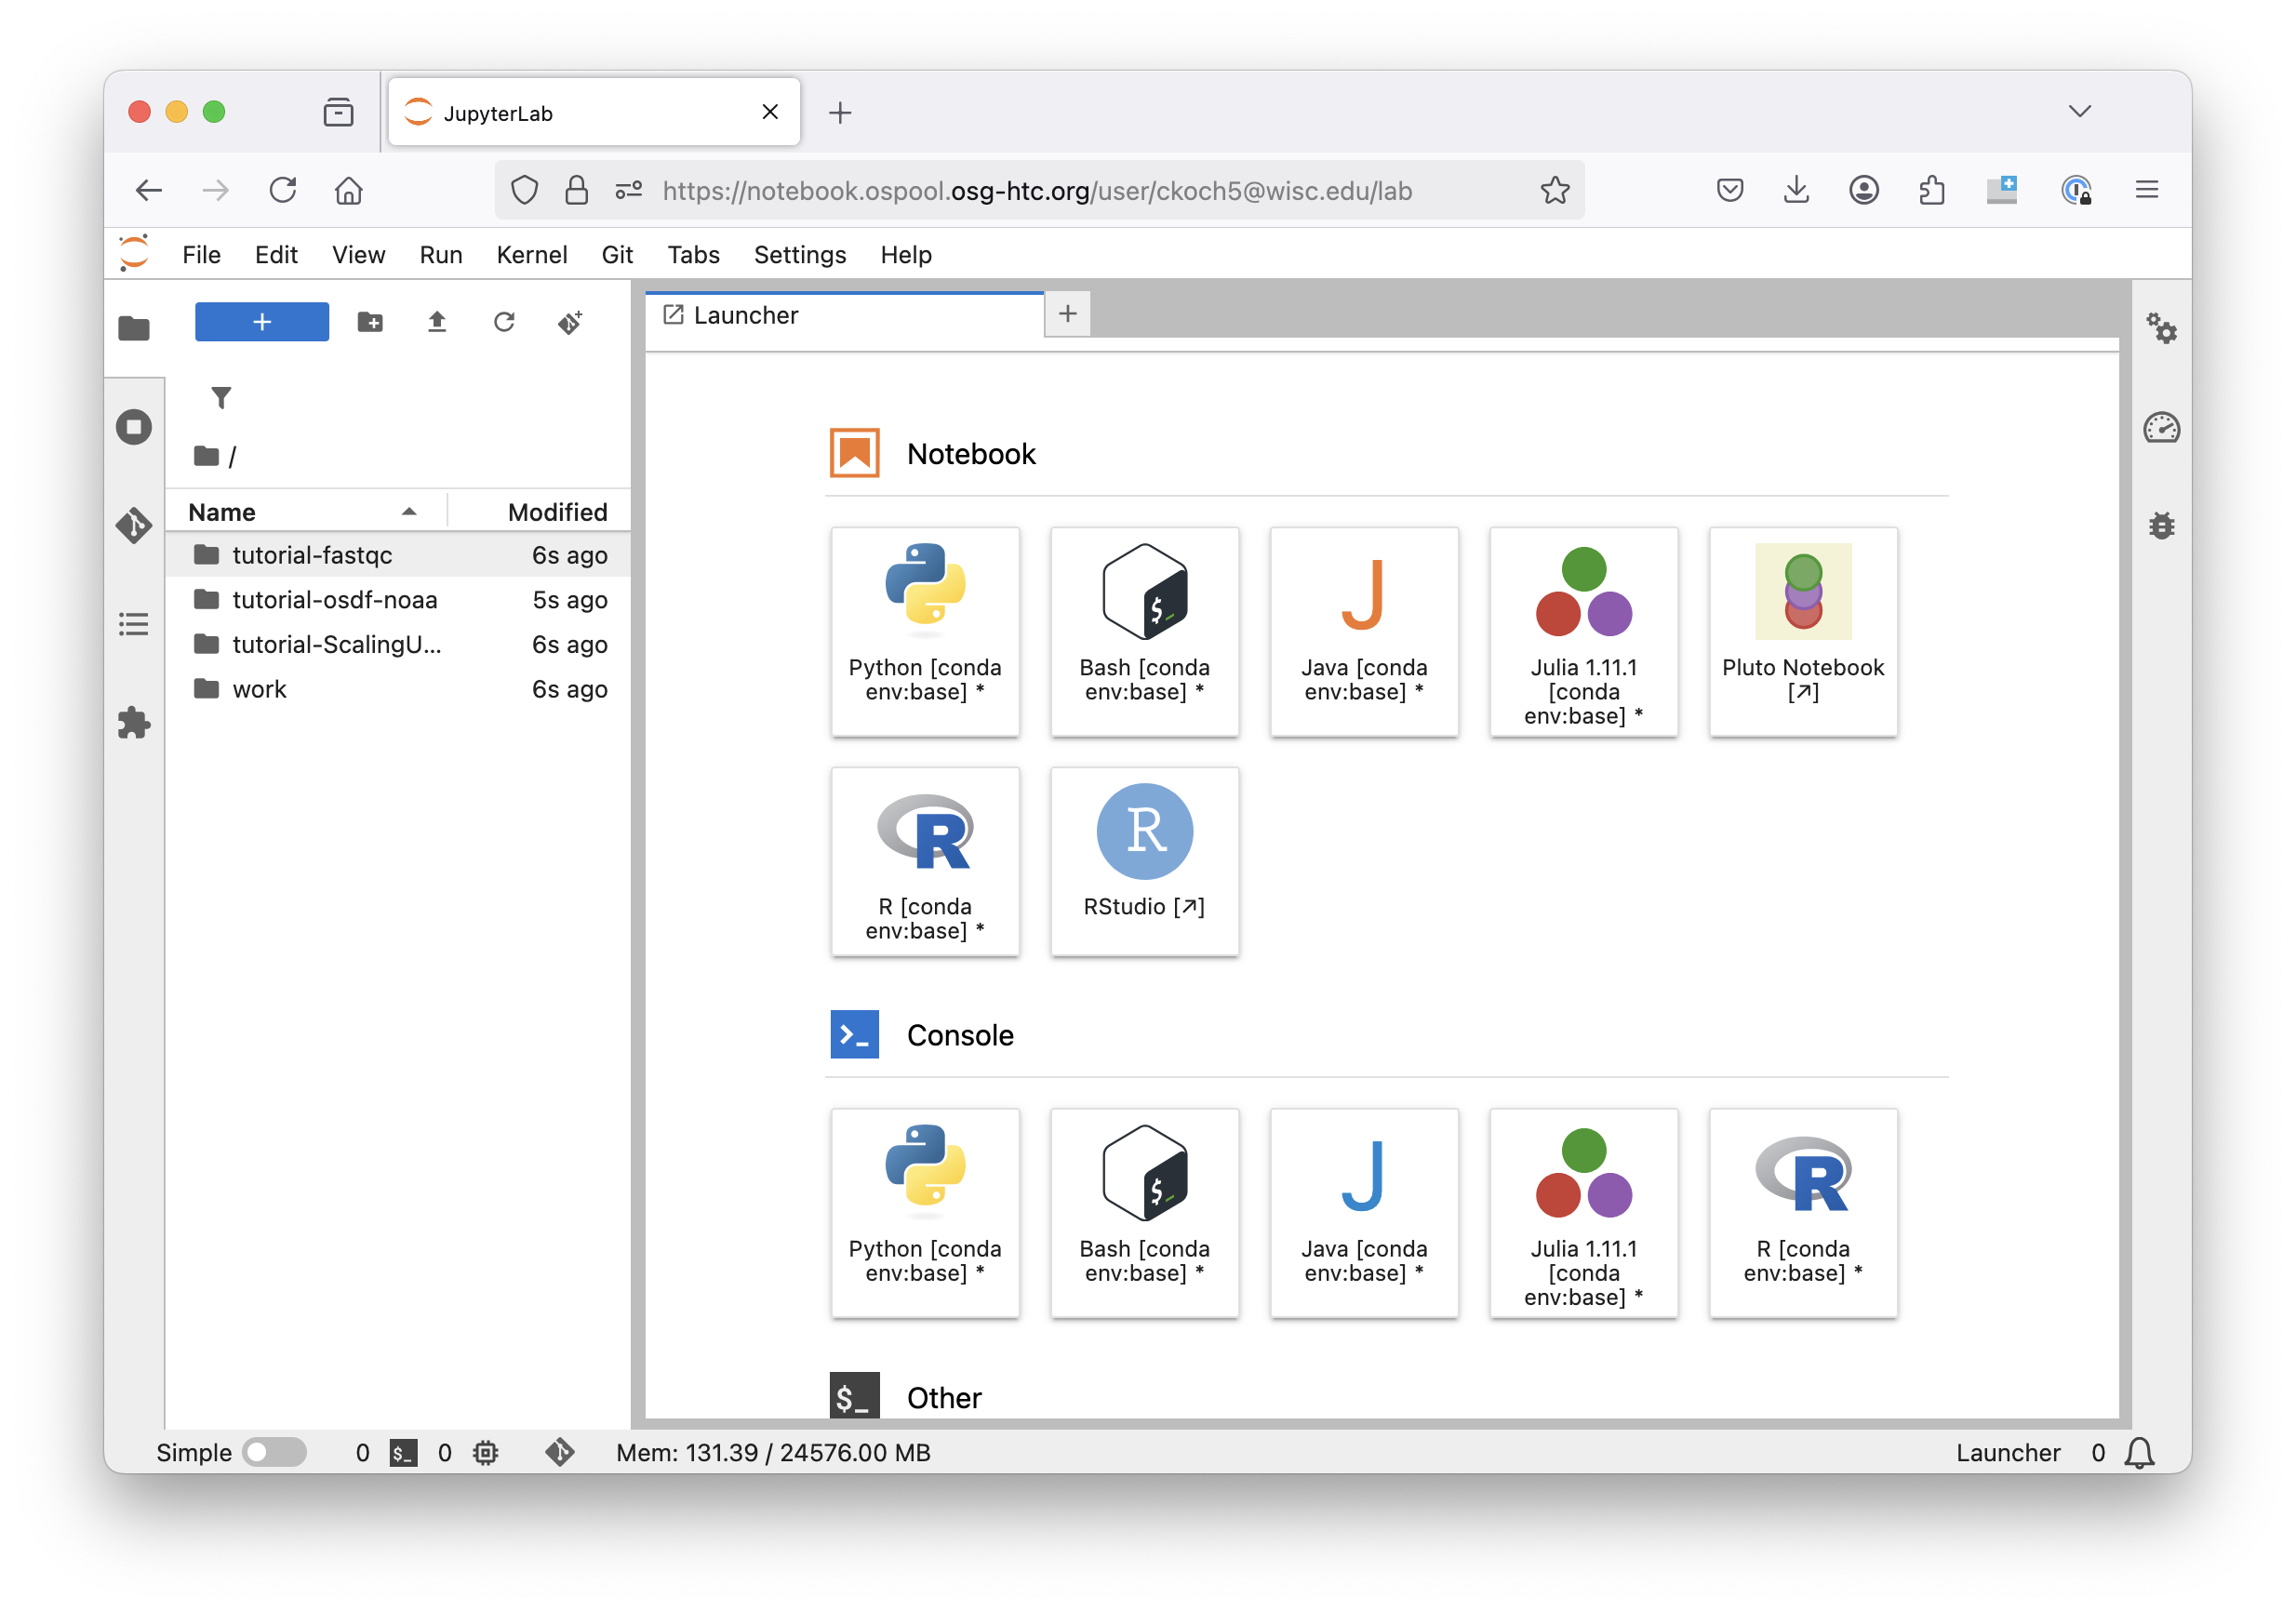 JupyterLab
https://notebook.ospool.osg-htc.org/user/ckoch5@wisc.edu/lab
File Edit View Run Kernel Git Tabs Settings Help
+
Launcher
/
Name Modified
tutorial-fastqc 6s ago
tutorial-osdf-noaa 5s ago
tutorial-ScalingU... 6s ago
work 6s ago
Notebook
Python [conda
env:base] *
Bash [conda
env:base] *
Java [conda
env:base] *
Julia 1.11.1
[conda
env:base] *
Pluto Notebook
[↗]
R [conda
env:base] *
RStudio [↗]
Console
Python [conda
env:base] *
Bash [conda
env:base] *
Java [conda
env:base] *
Julia 1.11.1
[conda
env:base] *
R [conda
env:base] *
$_ Other
Simple 0 $_ 0 Mem: 131.39 / 24576.00 MB Launcher 0